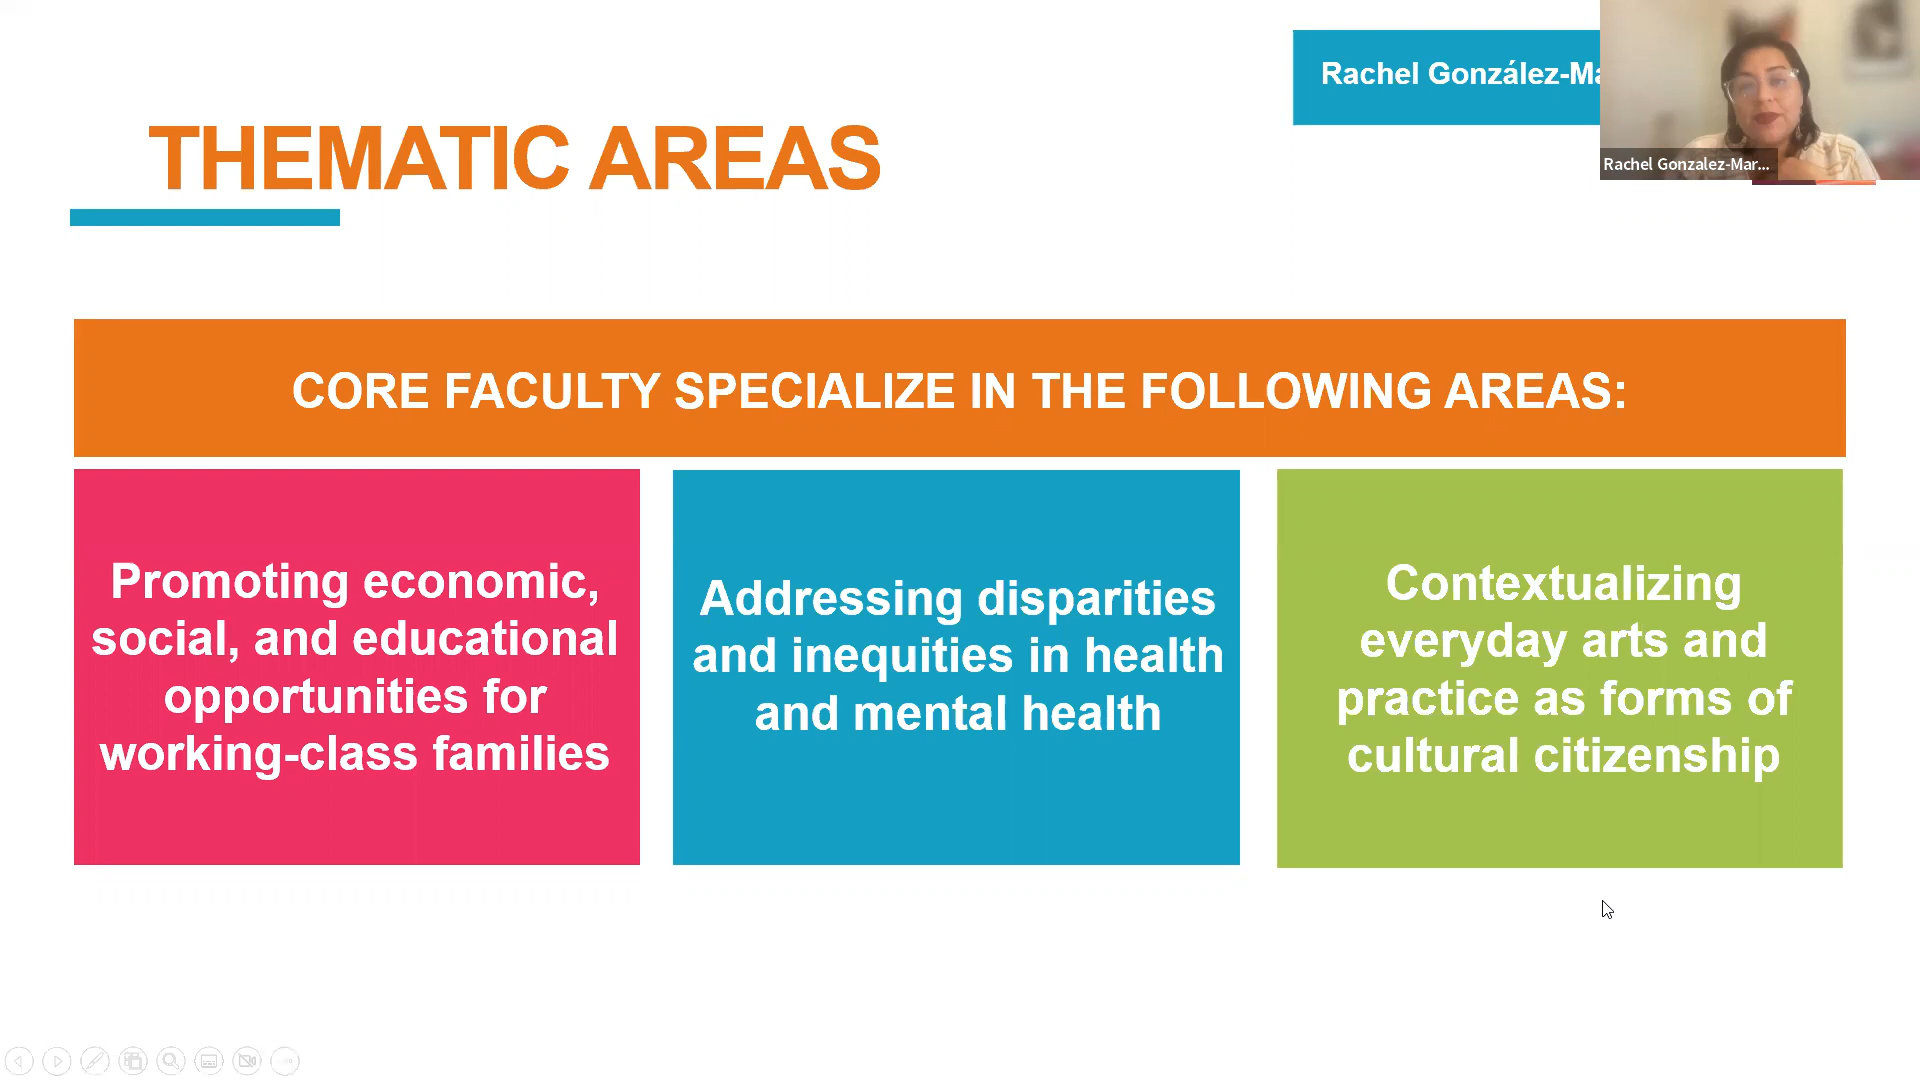 Rachel González-Ma
Rachel Gonzalez-Mar...
THEMATIC AREAS
CORE FACULTY SPECIALIZE IN THE FOLLOWING AREAS:
Promoting economic,
social, and educational
opportunities for
working-class families
Addressing disparities
and inequities in health
and mental health
Contextualizing
everyday arts and
practice as forms of
cultural citizenship